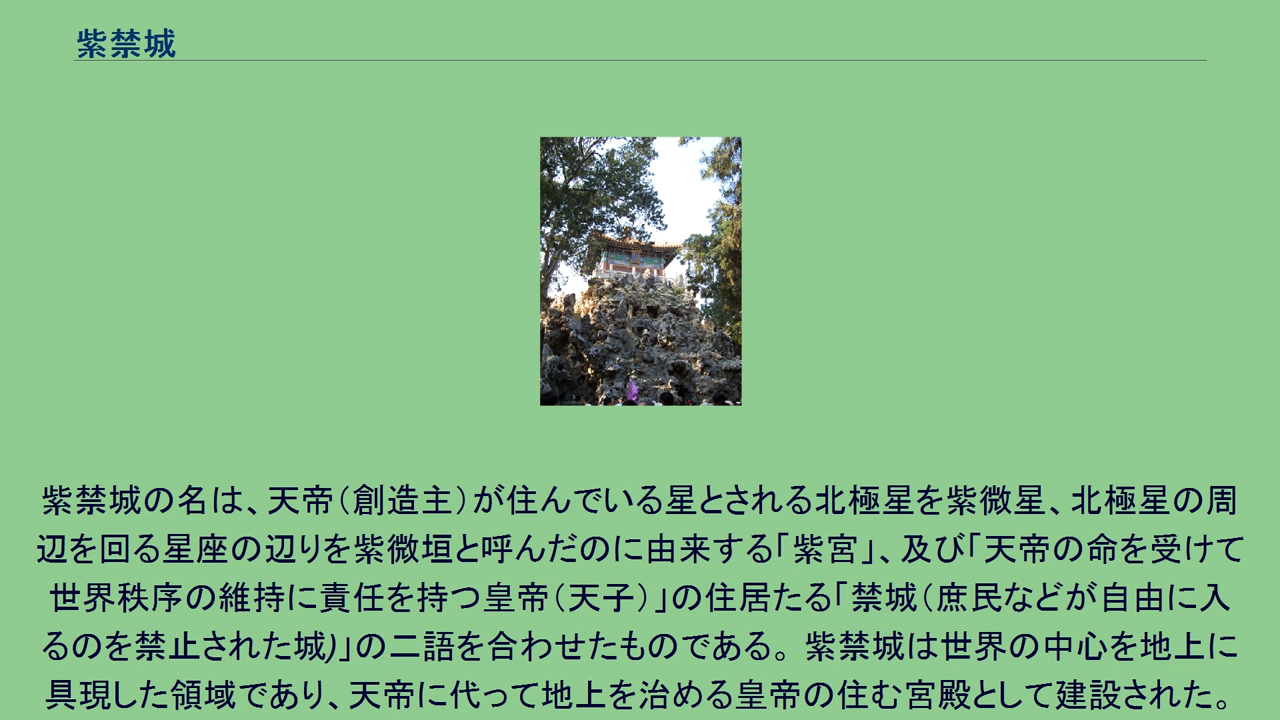 紫禁城
紫禁城の名は、天帝（創造主）が住んでいる星とされる北極星を紫微星、北極星の周
辺を回る星座の辺りを紫微垣と呼んだのに由来する「紫宮」、及び「天帝の命を受けて
世界秩序の維持に責任を持つ皇帝（天子）」の住居たる「禁城（庶民などが自由に入
るのを禁止された城)」の二語を合わせたものである。 紫禁城は世界の中心を地上に
具現した領域であり、天帝に代って地上を治める皇帝の住む宮殿として建設された。